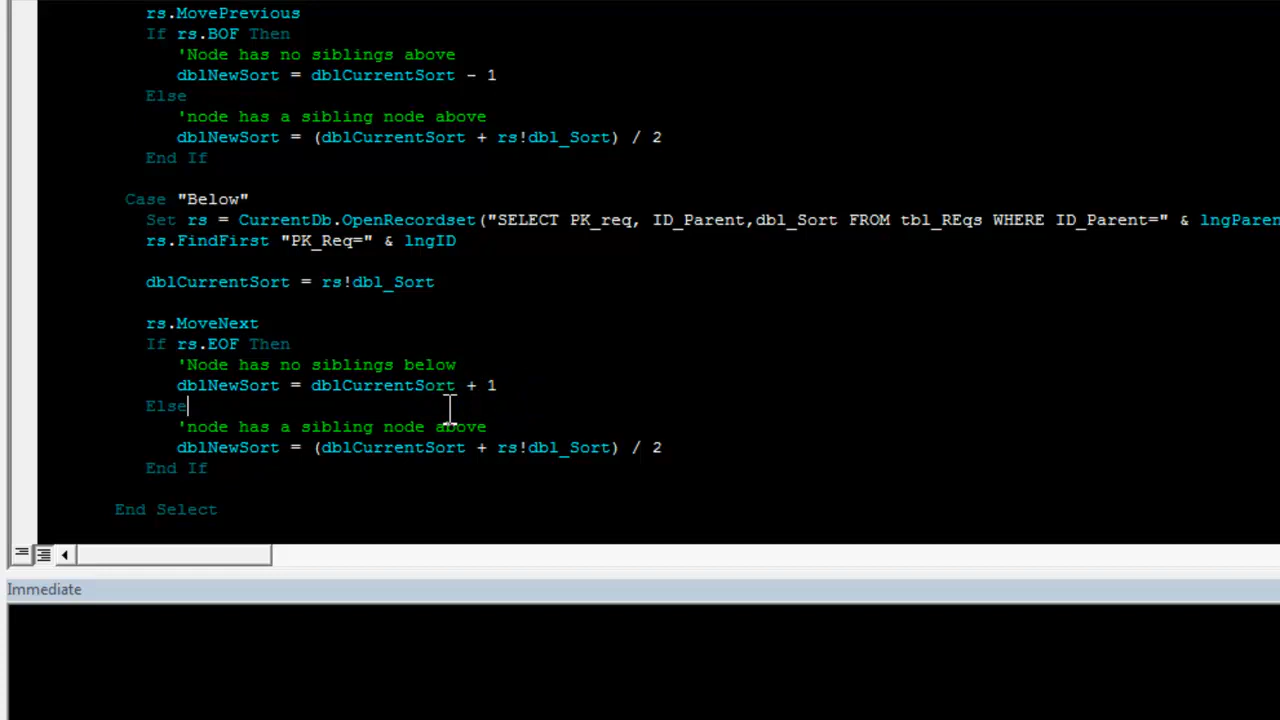 rs.MovePrevious
If rs.BOF Then
'Node has no siblings above
dblNewSort = dblCurrentSort - 1
Else
'node has a sibling node above
dblNewSort = (dblCurrentSort + rs!dbl_Sort) / 2
End If
Case "Below"
Set rs = CurrentDb.OpenRecordset("SELECT PK_req, ID_Parent,dbl_Sort FROM tbl_REqs WHERE ID_Parent=" & lngParen
rs.FindFirst "PK_Req=" & lngID
dblCurrentSort = rs!dbl_Sort
rs.MoveNext
If rs.EOF Then
'Node has no siblings below
dblNewSort = dblCurrentSort + 1
Else
'node has a sibling node above
dblNewSort = (dblCurrentSort + rs!dbl_Sort) / 2
End If
End Select
Immediate